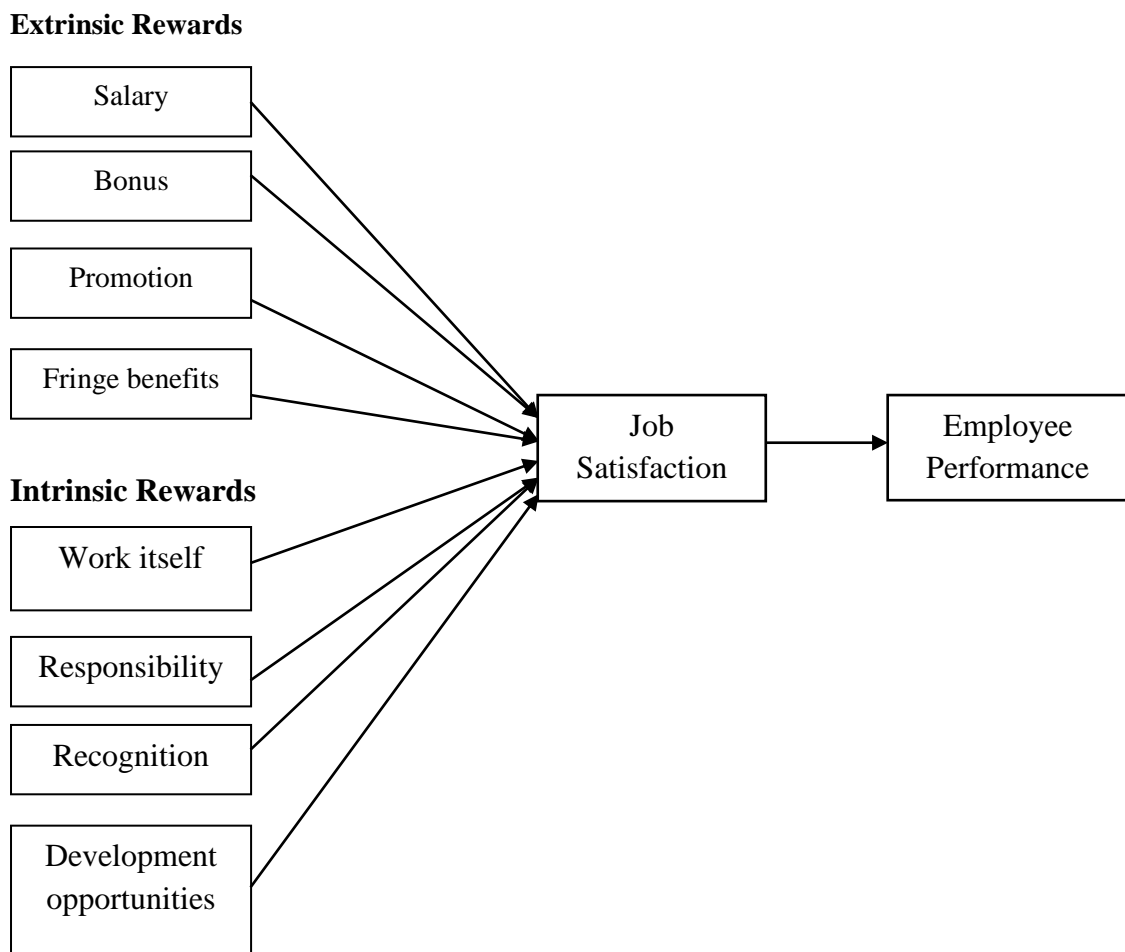 Extrinsic Rewards
Salary
Bonus
Promotion
Fringe benefits
Job
Satisfaction
Employee
Performance
Intrinsic Rewards
Work itself
Responsibility
Recognition
Development
opportunities